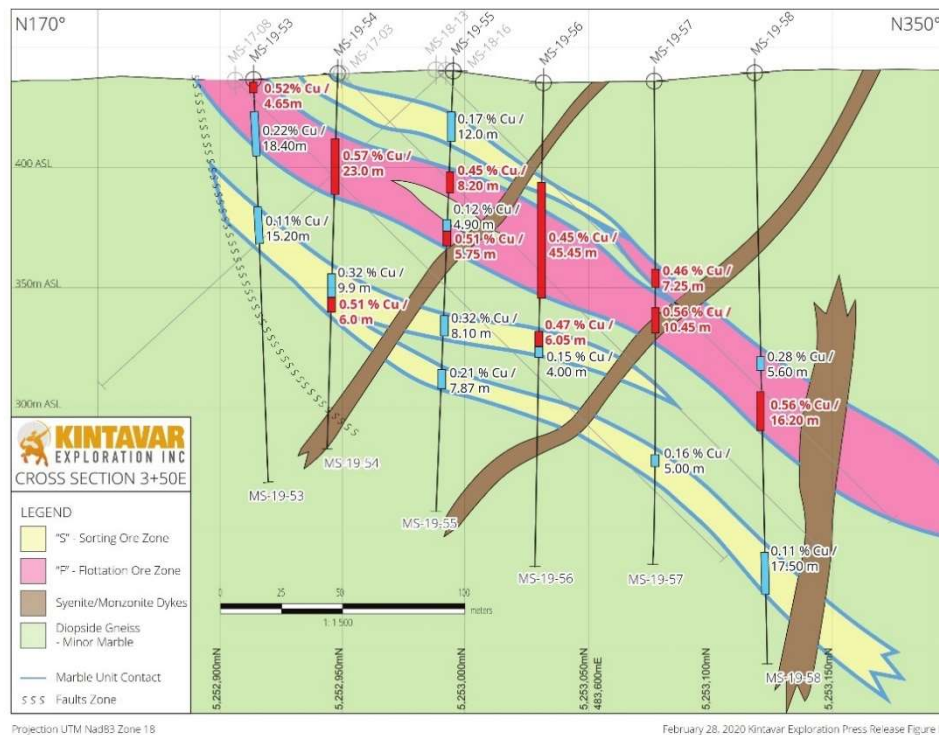 N170°
N350°
MS-17-08
MS-19-53
MS-19-54
MS-17-03
MS-18-13
MS-19-55
MS-18-16
MS-19-56
MS-19-57
MS-19-58
0.52% Cu /
4.65m
0.22% Cu /
18.40m
0.57 % Cu /
23.0 m
0.17 % Cu /
12.0 m
0.45 % Cu /
8.20 m
0.12 % Cu /
4.90 m
0.51 % Cu /
5.75 m
0.11% Cu /
15.20m
0.45 % Cu /
45.45 m
0.32 % Cu /
9.9 m
0.51 % Cu /
6.0 m
0.46 % Cu /
7.25 m
0.56 % Cu /
10.45 m
0.32 % Cu /
8.10 m
0.47 % Cu /
6.05 m
0.15 % Cu /
4.00 m
0.21 % Cu /
7.87 m
0.28 % Cu /
5.60 m
0.56 % Cu /
16.20 m
0.16 % Cu /
5.00 m
0.11 % Cu /
17.50 m
400 ASL
350m ASL
300m ASL
MS-19-53
MS-19-54
MS-19-55
MS-19-56
MS-19-57
MS-19-58
KINTAVAR
EXPLORATION INC
CROSS SECTION 3+50E
LEGEND
"S" - Sorting Ore Zone
"F" - Flottation Ore Zone
Syenite/Monzonite Dykes
Diopside Gneiss
- Minor Marble
Marble Unit Contact
SSS Faults Zone
0 25 50 100
meters
1:1 500
5,252,900mN
5,252,950mN
5,253,000mN
5,253,050mN
483,600mE
5,253,100mN
5,253,150mN
Projection UTM Nad83 Zone 18
February 28, 2020 Kintavar Exploration Press Release Figure